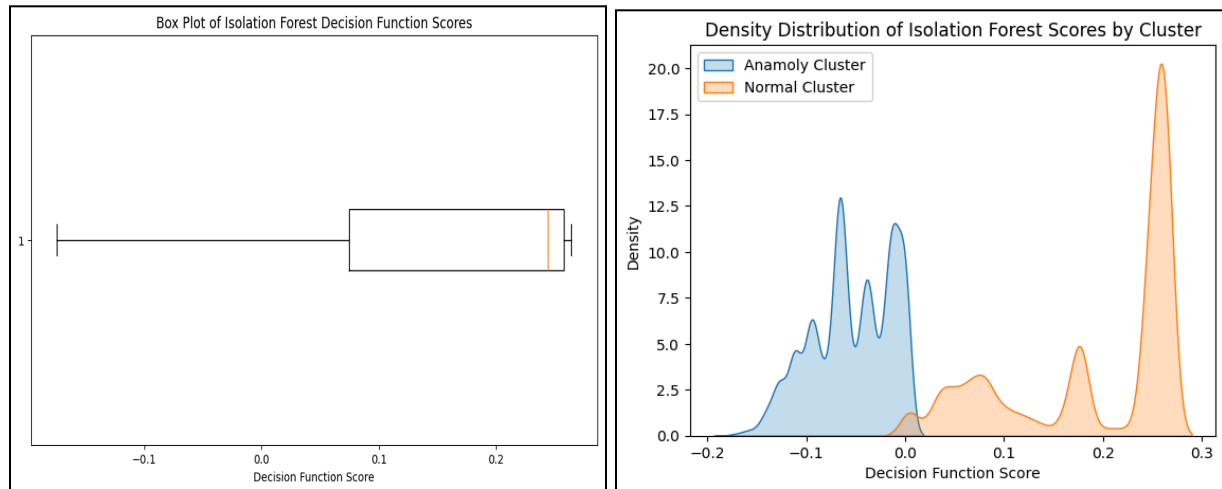 Box Plot of Isolation Forest Decision Function Scores
1
−0.1 0.0 0.1 0.2
Decision Function Score
Density Distribution of Isolation Forest Scores by Cluster
Anamoly Cluster
Normal Cluster
20.0
17.5
15.0
12.5
10.0
7.5
5.0
2.5
0.0
Density
−0.2 −0.1 0.0 0.1 0.2 0.3
Decision Function Score